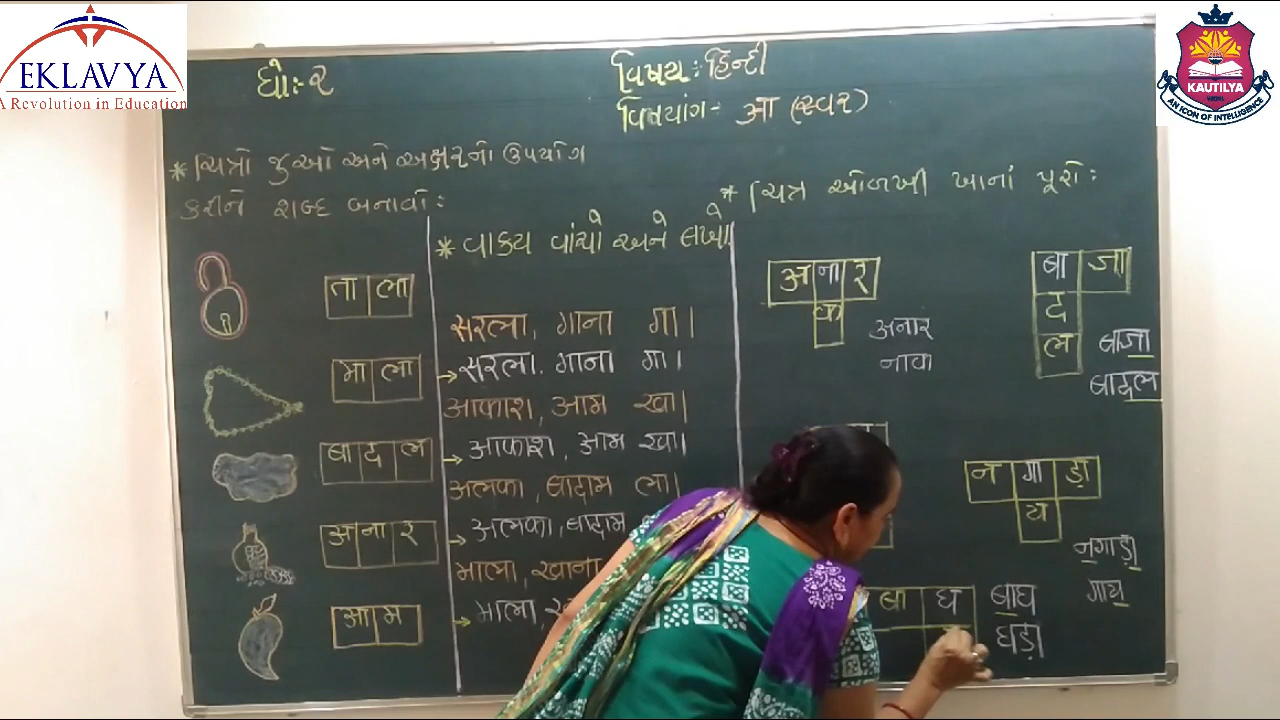 EKLAVYA
A Revolution in Education
KAUTILYA
AN ICON OF INTELLIGENCE
ધો:-૨
વિષય:-હિન્દી
વિષયાંગ- आ (સ્વર)
* ચિત્રો જુઓ અને અક્ષરનો ઉપયોગ
કરીને શબ્દ બનાવો:
ता ला
मा ला
बा द ल
अ ना र
आ म
* વાક્ય વાંચો અને લખો
सरला, गाना गा।
→ सरला. गाना गा।
आकाश, आम खा।
→ आकाश, आम खा।
अलका, बादाम ला।
→ अलका, बादाम
माला, खाना
→ माला,
* ચિત્ર ઓળખી ખાનાં પૂરો:
अ ना र
व
अनार
नाव
बा जा
द
ल
बाजा
बादल
न गा ड़ा
य
नगाड़ा
गाय
बा घ
बाघ
घड़ा